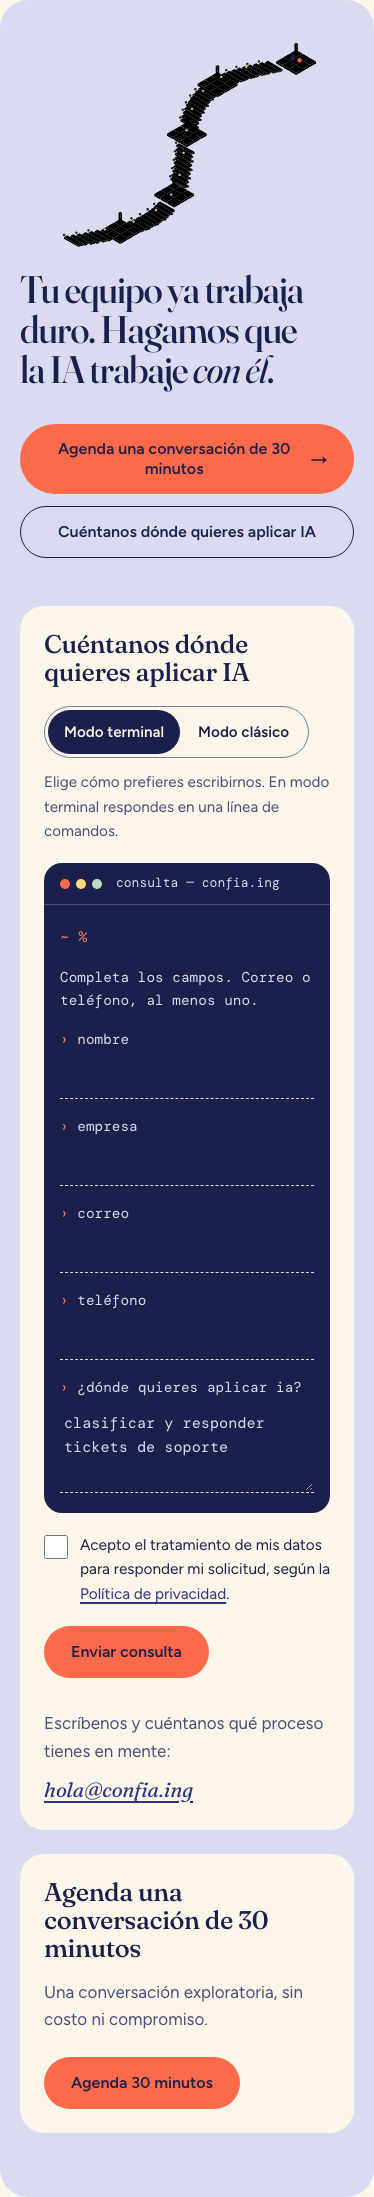 Tu equipo ya trabaja
duro. Hagamos que
la IA trabaje con él.
Agenda una conversación de 30
minutos →
Cuéntanos dónde quieres aplicar IA
Cuéntanos dónde
quieres aplicar IA
Modo terminal Modo clásico
Elige cómo prefieres escribirnos. En modo
terminal respondes en una línea de
comandos.
consulta — confia.ing
~ %
Completa los campos. Correo o
teléfono, al menos uno.
› nombre
› empresa
› correo
› teléfono
› ¿dónde quieres aplicar ia?
clasificar y responder
tickets de soporte
Acepto el tratamiento de mis datos
para responder mi solicitud, según la
Política de privacidad.
Enviar consulta
Escríbenos y cuéntanos qué proceso
tienes en mente:
hola@confia.ing
Agenda una
conversación de 30
minutos
Una conversación exploratoria, sin
costo ni compromiso.
Agenda 30 minutos